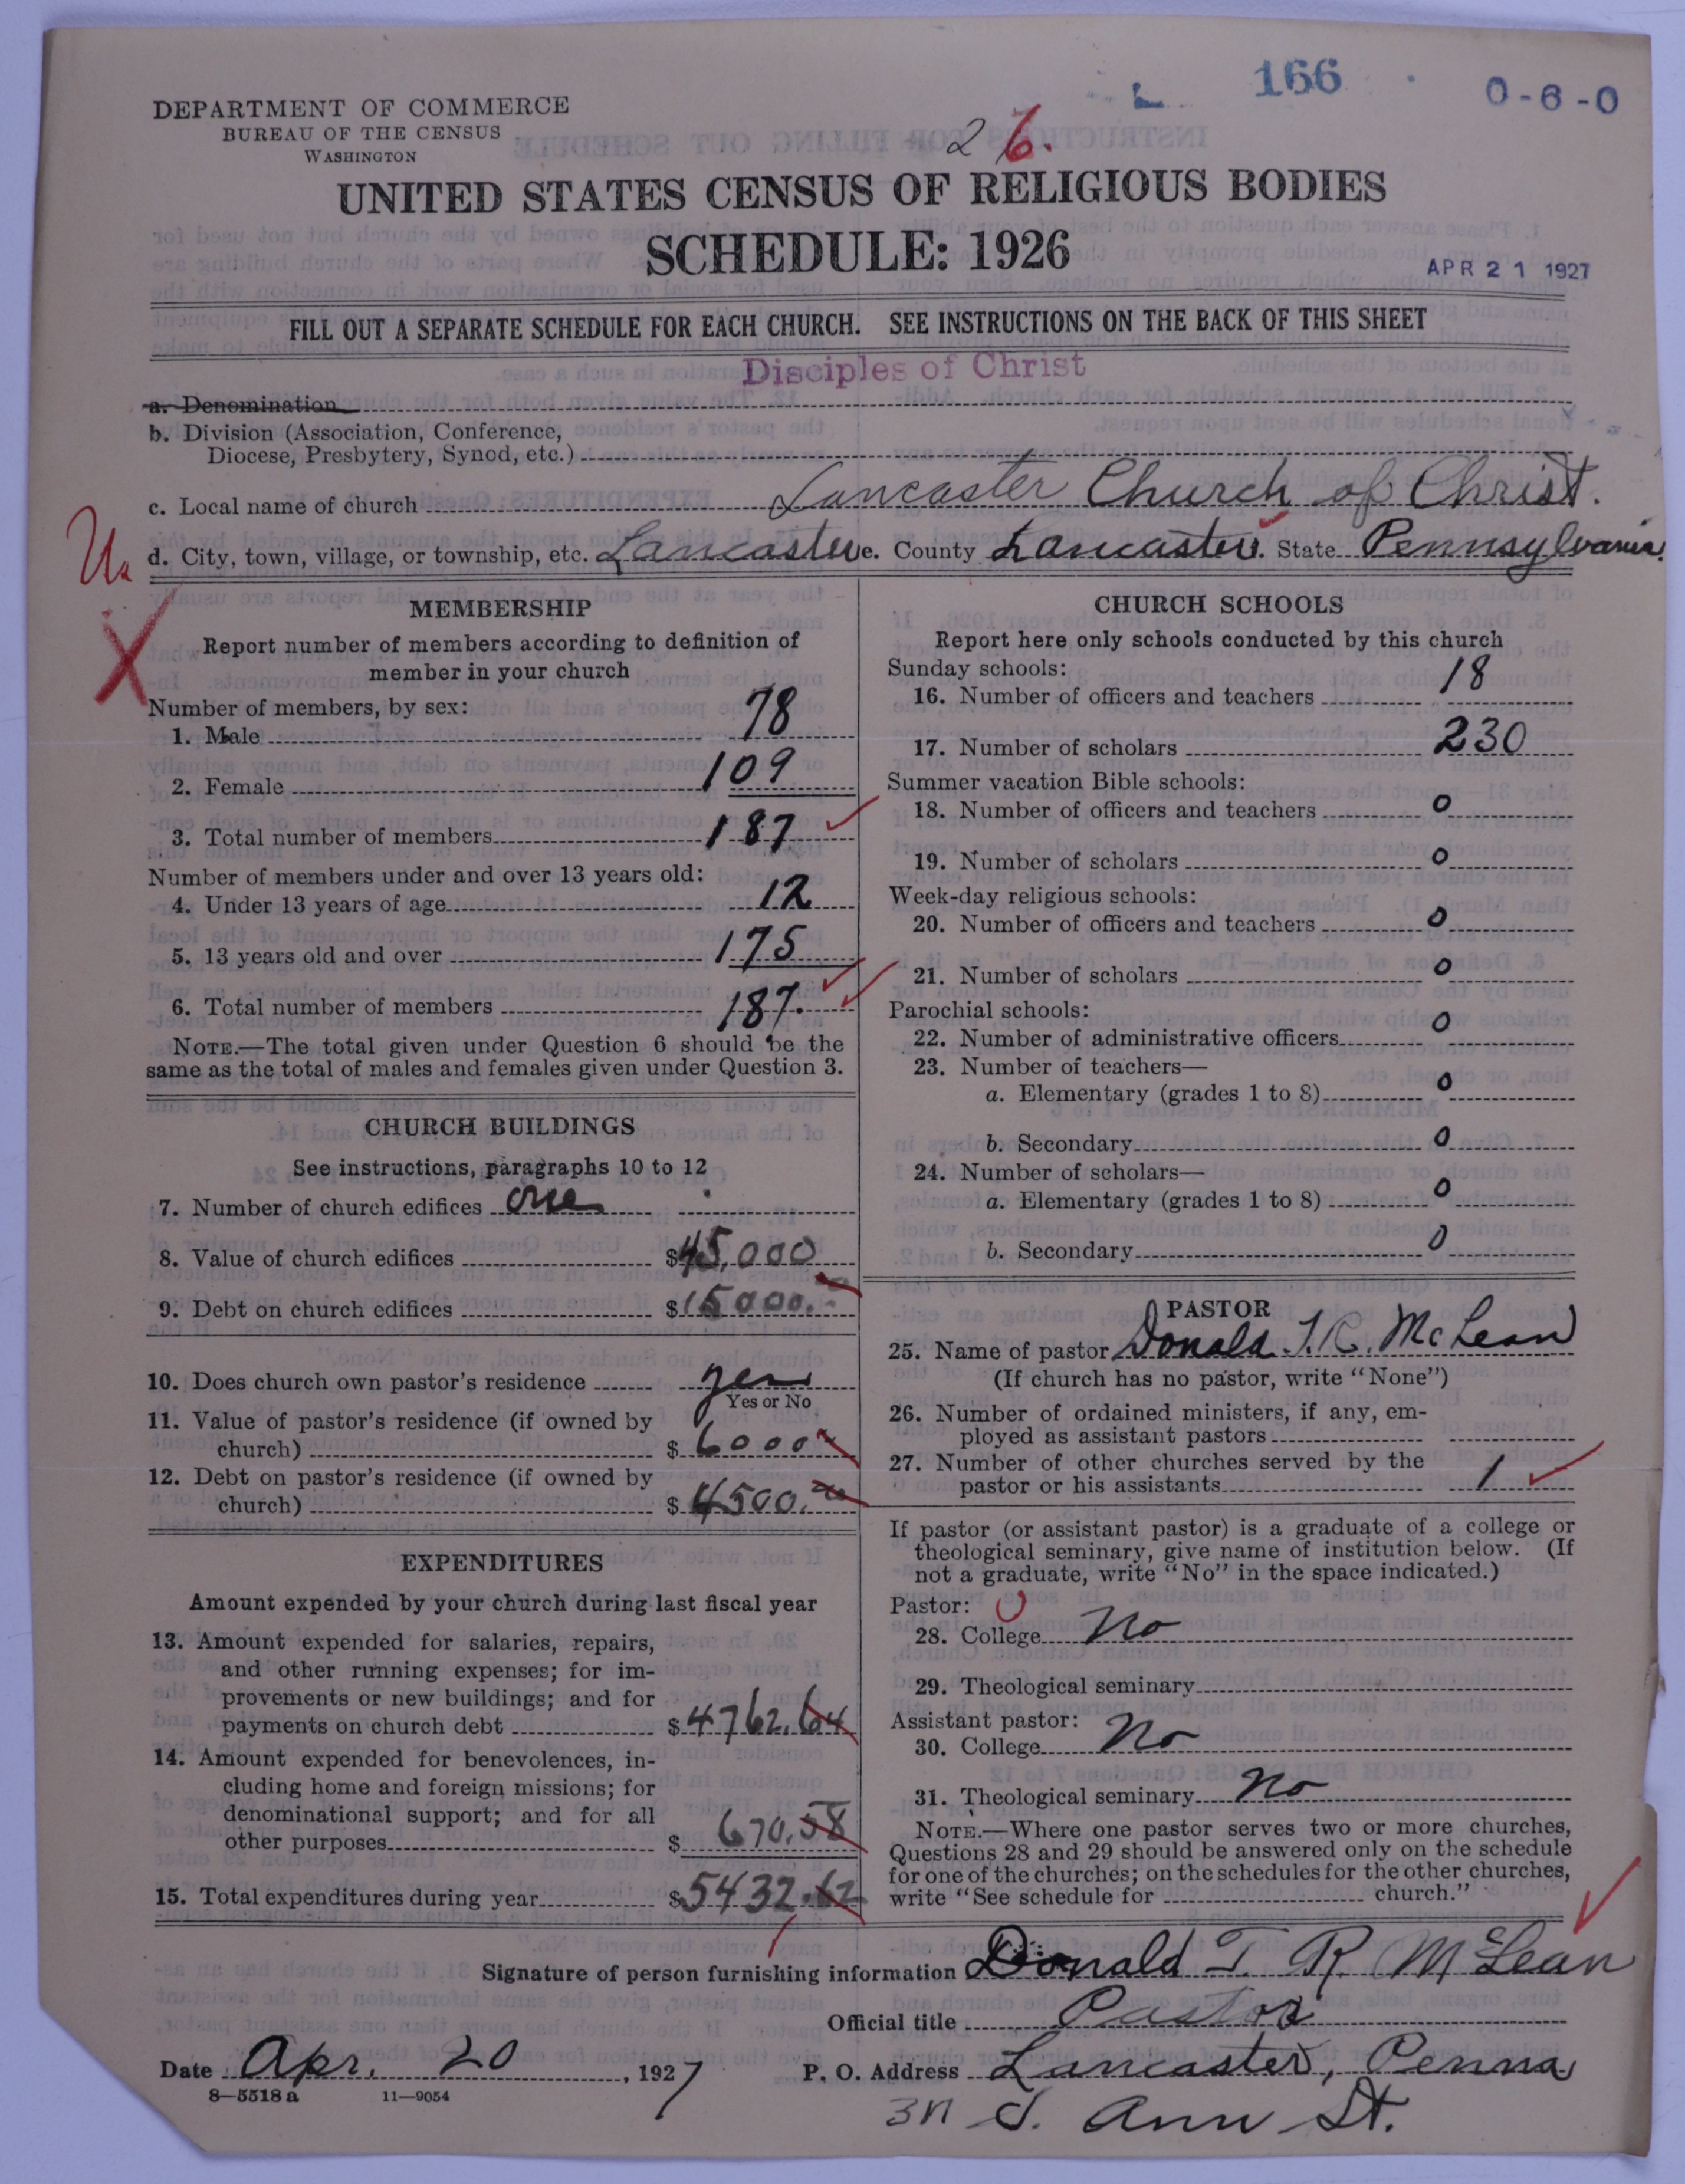 166
0-6-0
DEPARTMENT OF COMMERCE
BUREAU OF THE CENSUS
WASHINGTON
26.
UNITED STATES CENSUS OF RELIGIOUS BODIES
SCHEDULE: 1926
APR 21 1927
FILL OUT A SEPARATE SCHEDULE FOR EACH CHURCH. SEE INSTRUCTIONS ON THE BACK OF THIS SHEET
Disciples of Christ
a. Denomination
b. Division (Association, Conference,
Diocese, Presbytery, Synod, etc.)
c. Local name of church Lancaster Church of Christ.
d. City, town, village, or township, etc. Lancaster e. County Lancaster f. State Pennsylvania
MEMBERSHIP
Report number of members according to definition of
member in your church
Number of members, by sex:
1. Male 78
2. Female 109
3. Total number of members 187
Number of members under and over 13 years old:
4. Under 13 years of age 12
5. 13 years old and over 175
6. Total number of members 187.
NOTE.—The total given under Question 6 should be the
same as the total of males and females given under Question 3.
CHURCH BUILDINGS
See instructions, paragraphs 10 to 12
7. Number of church edifices one
8. Value of church edifices $45,000
9. Debt on church edifices $15000.
10. Does church own pastor's residence yes
Yes or No
11. Value of pastor's residence (if owned by
church) $6000
12. Debt on pastor's residence (if owned by
church) $4500.
EXPENDITURES
Amount expended by your church during last fiscal year
13. Amount expended for salaries, repairs,
and other running expenses; for im-
provements or new buildings; and for
payments on church debt $4762.64
14. Amount expended for benevolences, in-
cluding home and foreign missions; for
denominational support; and for all
other purposes $670.58
15. Total expenditures during year $5432.62
CHURCH SCHOOLS
Report here only schools conducted by this church
Sunday schools:
16. Number of officers and teachers 18
17. Number of scholars 230
Summer vacation Bible schools:
18. Number of officers and teachers 0
19. Number of scholars 0
Week-day religious schools:
20. Number of officers and teachers 0
21. Number of scholars 0
Parochial schools:
22. Number of administrative officers 0
23. Number of teachers—
a. Elementary (grades 1 to 8) 0
b. Secondary 0
24. Number of scholars—
a. Elementary (grades 1 to 8) 0
b. Secondary 0
PASTOR
25. Name of pastor Donald T.R. McLean
(If church has no pastor, write "None")
26. Number of ordained ministers, if any, em-
ployed as assistant pastors
27. Number of other churches served by the
pastor or his assistants 1
If pastor (or assistant pastor) is a graduate of a college or
theological seminary, give name of institution below. (If
not a graduate, write "No" in the space indicated.)
Pastor:
28. College No
29. Theological seminary
Assistant pastor:
30. College No
31. Theological seminary No
NOTE.—Where one pastor serves two or more churches,
Questions 28 and 29 should be answered only on the schedule
for one of the churches; on the schedules for the other churches,
write "See schedule for church."
Signature of person furnishing information Donald T. R. McLean
Official title Pastor
Date Apr. 20, 1927 P. O. Address Lancaster, Penna
8—5518 a 11—9054
Ann St.